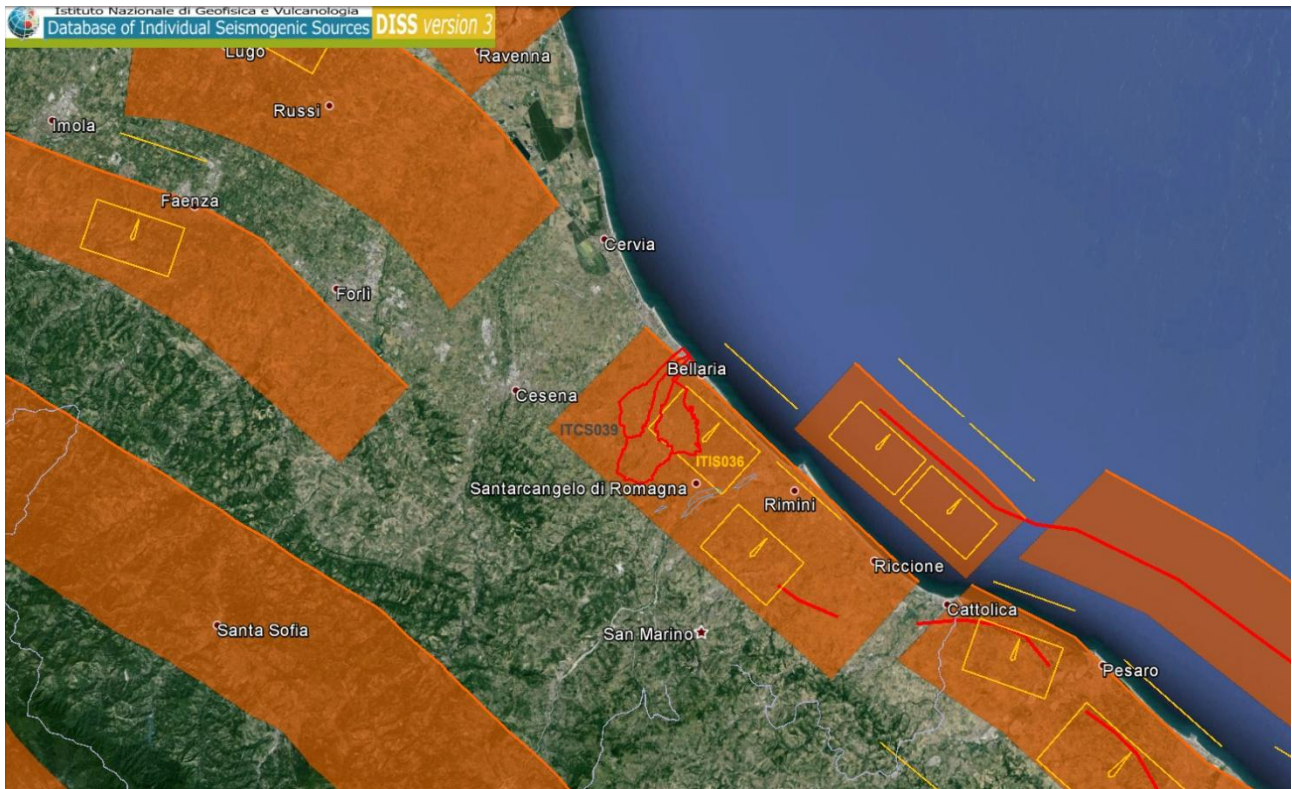 Istituto Nazionale di Geofisica e Vulcanologia
Database of Individual Seismogenic Sources DISS version 3
Lugo
Ravenna
Russi
Imola
Faenza
Cervia
Forlì
Bellaria
Cesena
ITCS039
ITIS036
Santarcangelo di Romagna
Rimini
Riccione
Cattolica
Santa Sofia
San Marino
Pesaro